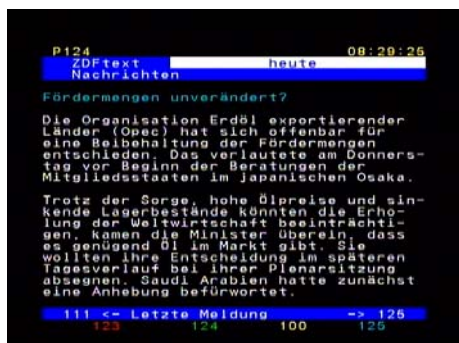 P124 08:29:26
ZDFtext heute
Nachrichten
Fördermengen unverändert?
Die Organisation Erdöl exportierender
Länder (Opec) hat sich offenbar für
eine Beibehaltung der Fördermengen
entschieden. Das verlautete am Donners-
tag vor Beginn der Beratungen der
Mitgliedsstaaten im japanischen Osaka.
Trotz der Sorge, hohe Ölpreise und sin-
kende Lagerbestände könnten die Erho-
lung der Weltwirtschaft beeinträchti-
gen, kamen die Minister überein, dass
es genügend Öl im Markt gibt. Sie
wollten ihre Entscheidung im späteren
Tagesverlauf bei ihrer Plenarsitzung
absegnen. Saudi Arabien hatte zunächst
eine Anhebung befürwortet.
111 <- Letzte Meldung -> 125
123 124 100 125